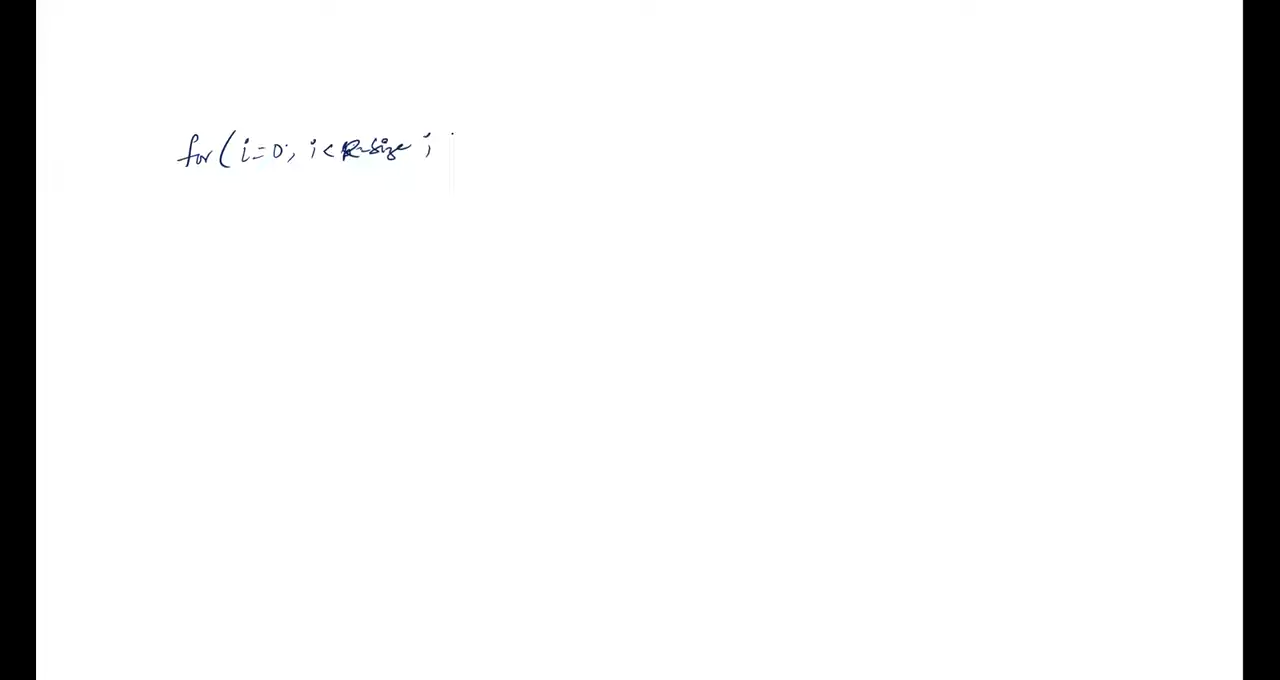 for ( i=0; i< R-size ;